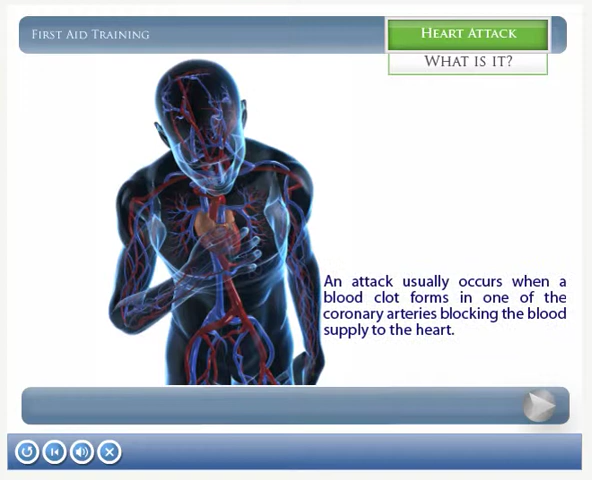 First Aid Training
Heart Attack
What is it?
An attack usually occurs when a
blood clot forms in one of the
coronary arteries blocking the blood
supply to the heart.